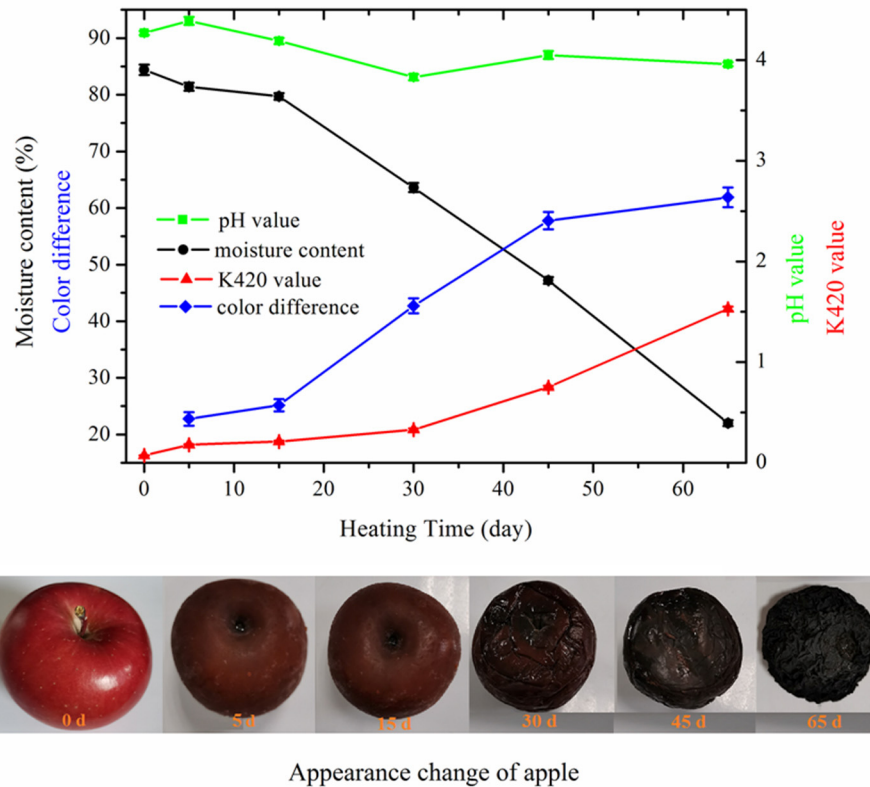 90
80
70
60
50
40
30
20
Moisture content (%)
Color difference
pH value
moisture content
K420 value
color difference
4
3
2
1
0
pH value
K420 value
0 10 20 30 40 50 60
Heating Time (day)
0 d 5 d 15 d 30 d 45 d 65 d
Appearance change of apple